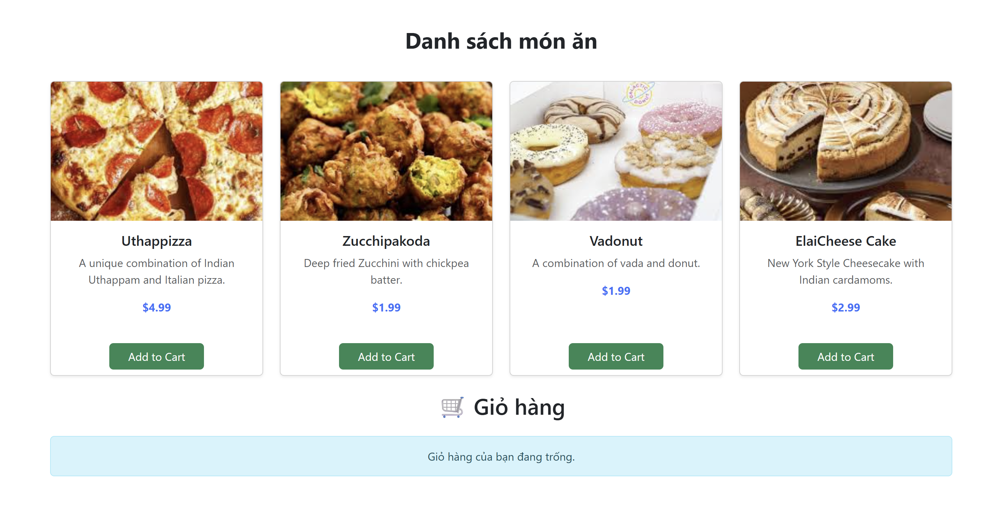 Danh sách món ăn
GALACTIC
DONUT
Uthappizza
A unique combination of Indian
Uthappam and Italian pizza.
$4.99
Add to Cart
Zucchipakoda
Deep fried Zucchini with chickpea
batter.
$1.99
Add to Cart
Vadonut
A combination of vada and donut.
$1.99
Add to Cart
ElaiCheese Cake
New York Style Cheesecake with
Indian cardamoms.
$2.99
Add to Cart
Giỏ hàng
Giỏ hàng của bạn đang trống.